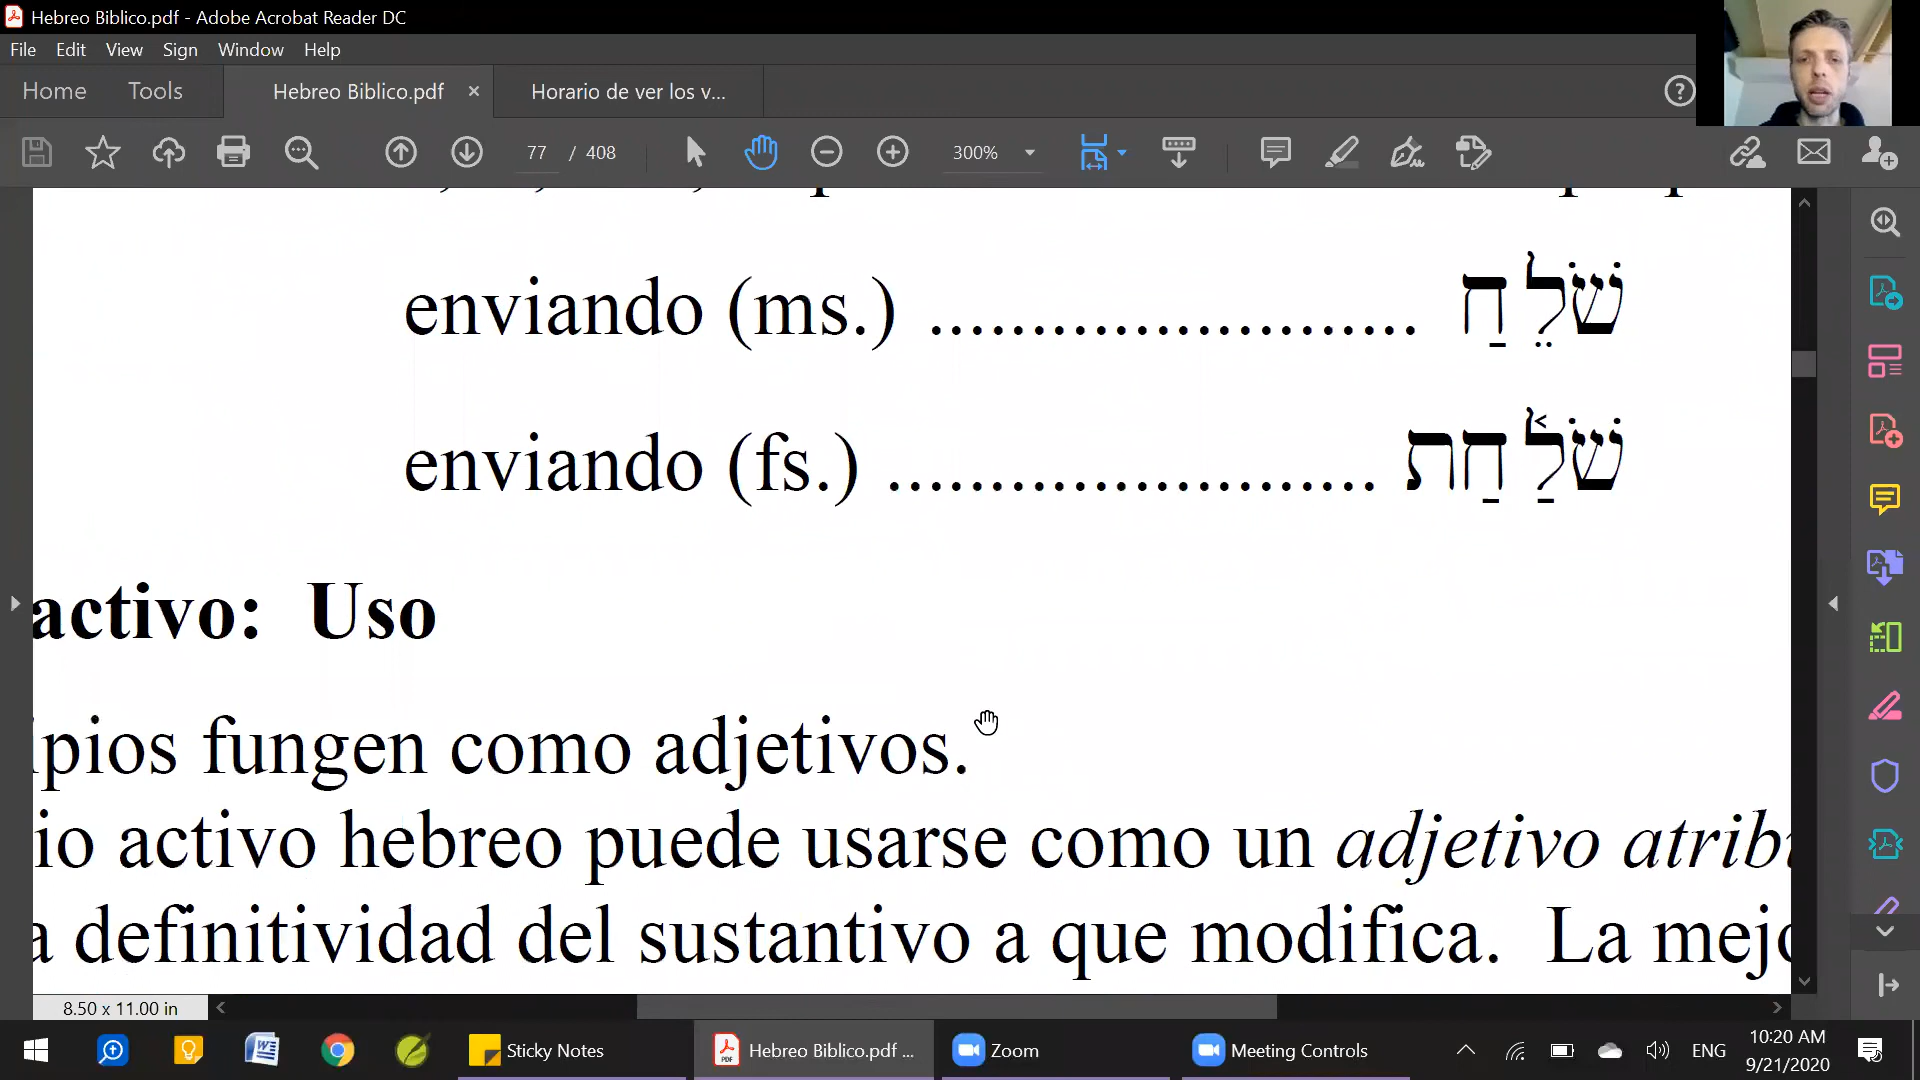 Hebreo Biblico.pdf - Adobe Acrobat Reader DC
File Edit View Sign Window Help
Home Tools Hebreo Biblico.pdf × Horario de ver los v...
77 / 408 300%
enviando (ms.) ........................ שֹׁלֵחַ
enviando (fs.) ........................ שֹׁלַ֫חַת
activo: Uso
ipios fungen como adjetivos.
io activo hebreo puede usarse como un adjetivo atrib
a definitividad del sustantivo a que modifica. La mejo
8.50 x 11.00 in
Sticky Notes Hebreo Biblico.pdf ... Zoom Meeting Controls ENG 10:20 AM
9/21/2020